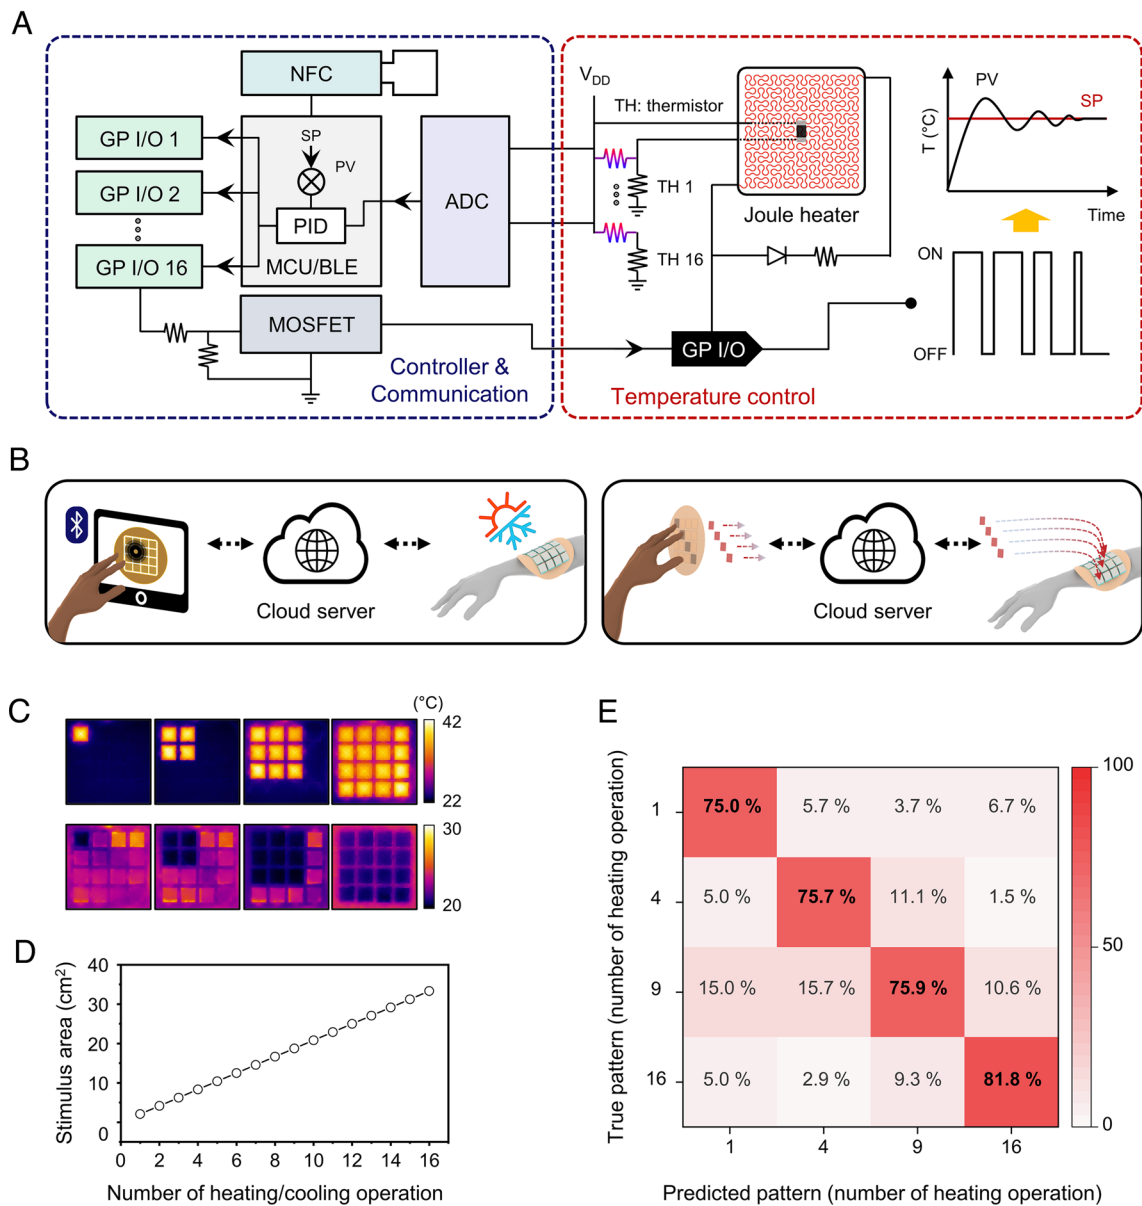 A
NFC
GP I/O 1
GP I/O 2
GP I/O 16
SP
PV
PID
MCU/BLE
ADC
MOSFET
Controller &
Communication
VDD
TH: thermistor
TH 1
TH 16
Joule heater
GP I/O
Temperature control
T (°C)
PV
SP
Time
ON
OFF
B
Cloud server
Cloud server
C
(°C)
42
22
30
20
D
Stimulus area (cm²)
40
30
20
10
0
0 2 4 6 8 10 12 14 16
Number of heating/cooling operation
E
True pattern (number of heating operation)
1 75.0 % 5.7 % 3.7 % 6.7 %
4 5.0 % 75.7 % 11.1 % 1.5 %
9 15.0 % 15.7 % 75.9 % 10.6 %
16 5.0 % 2.9 % 9.3 % 81.8 %
1 4 9 16
Predicted pattern (number of heating operation)
100
50
0